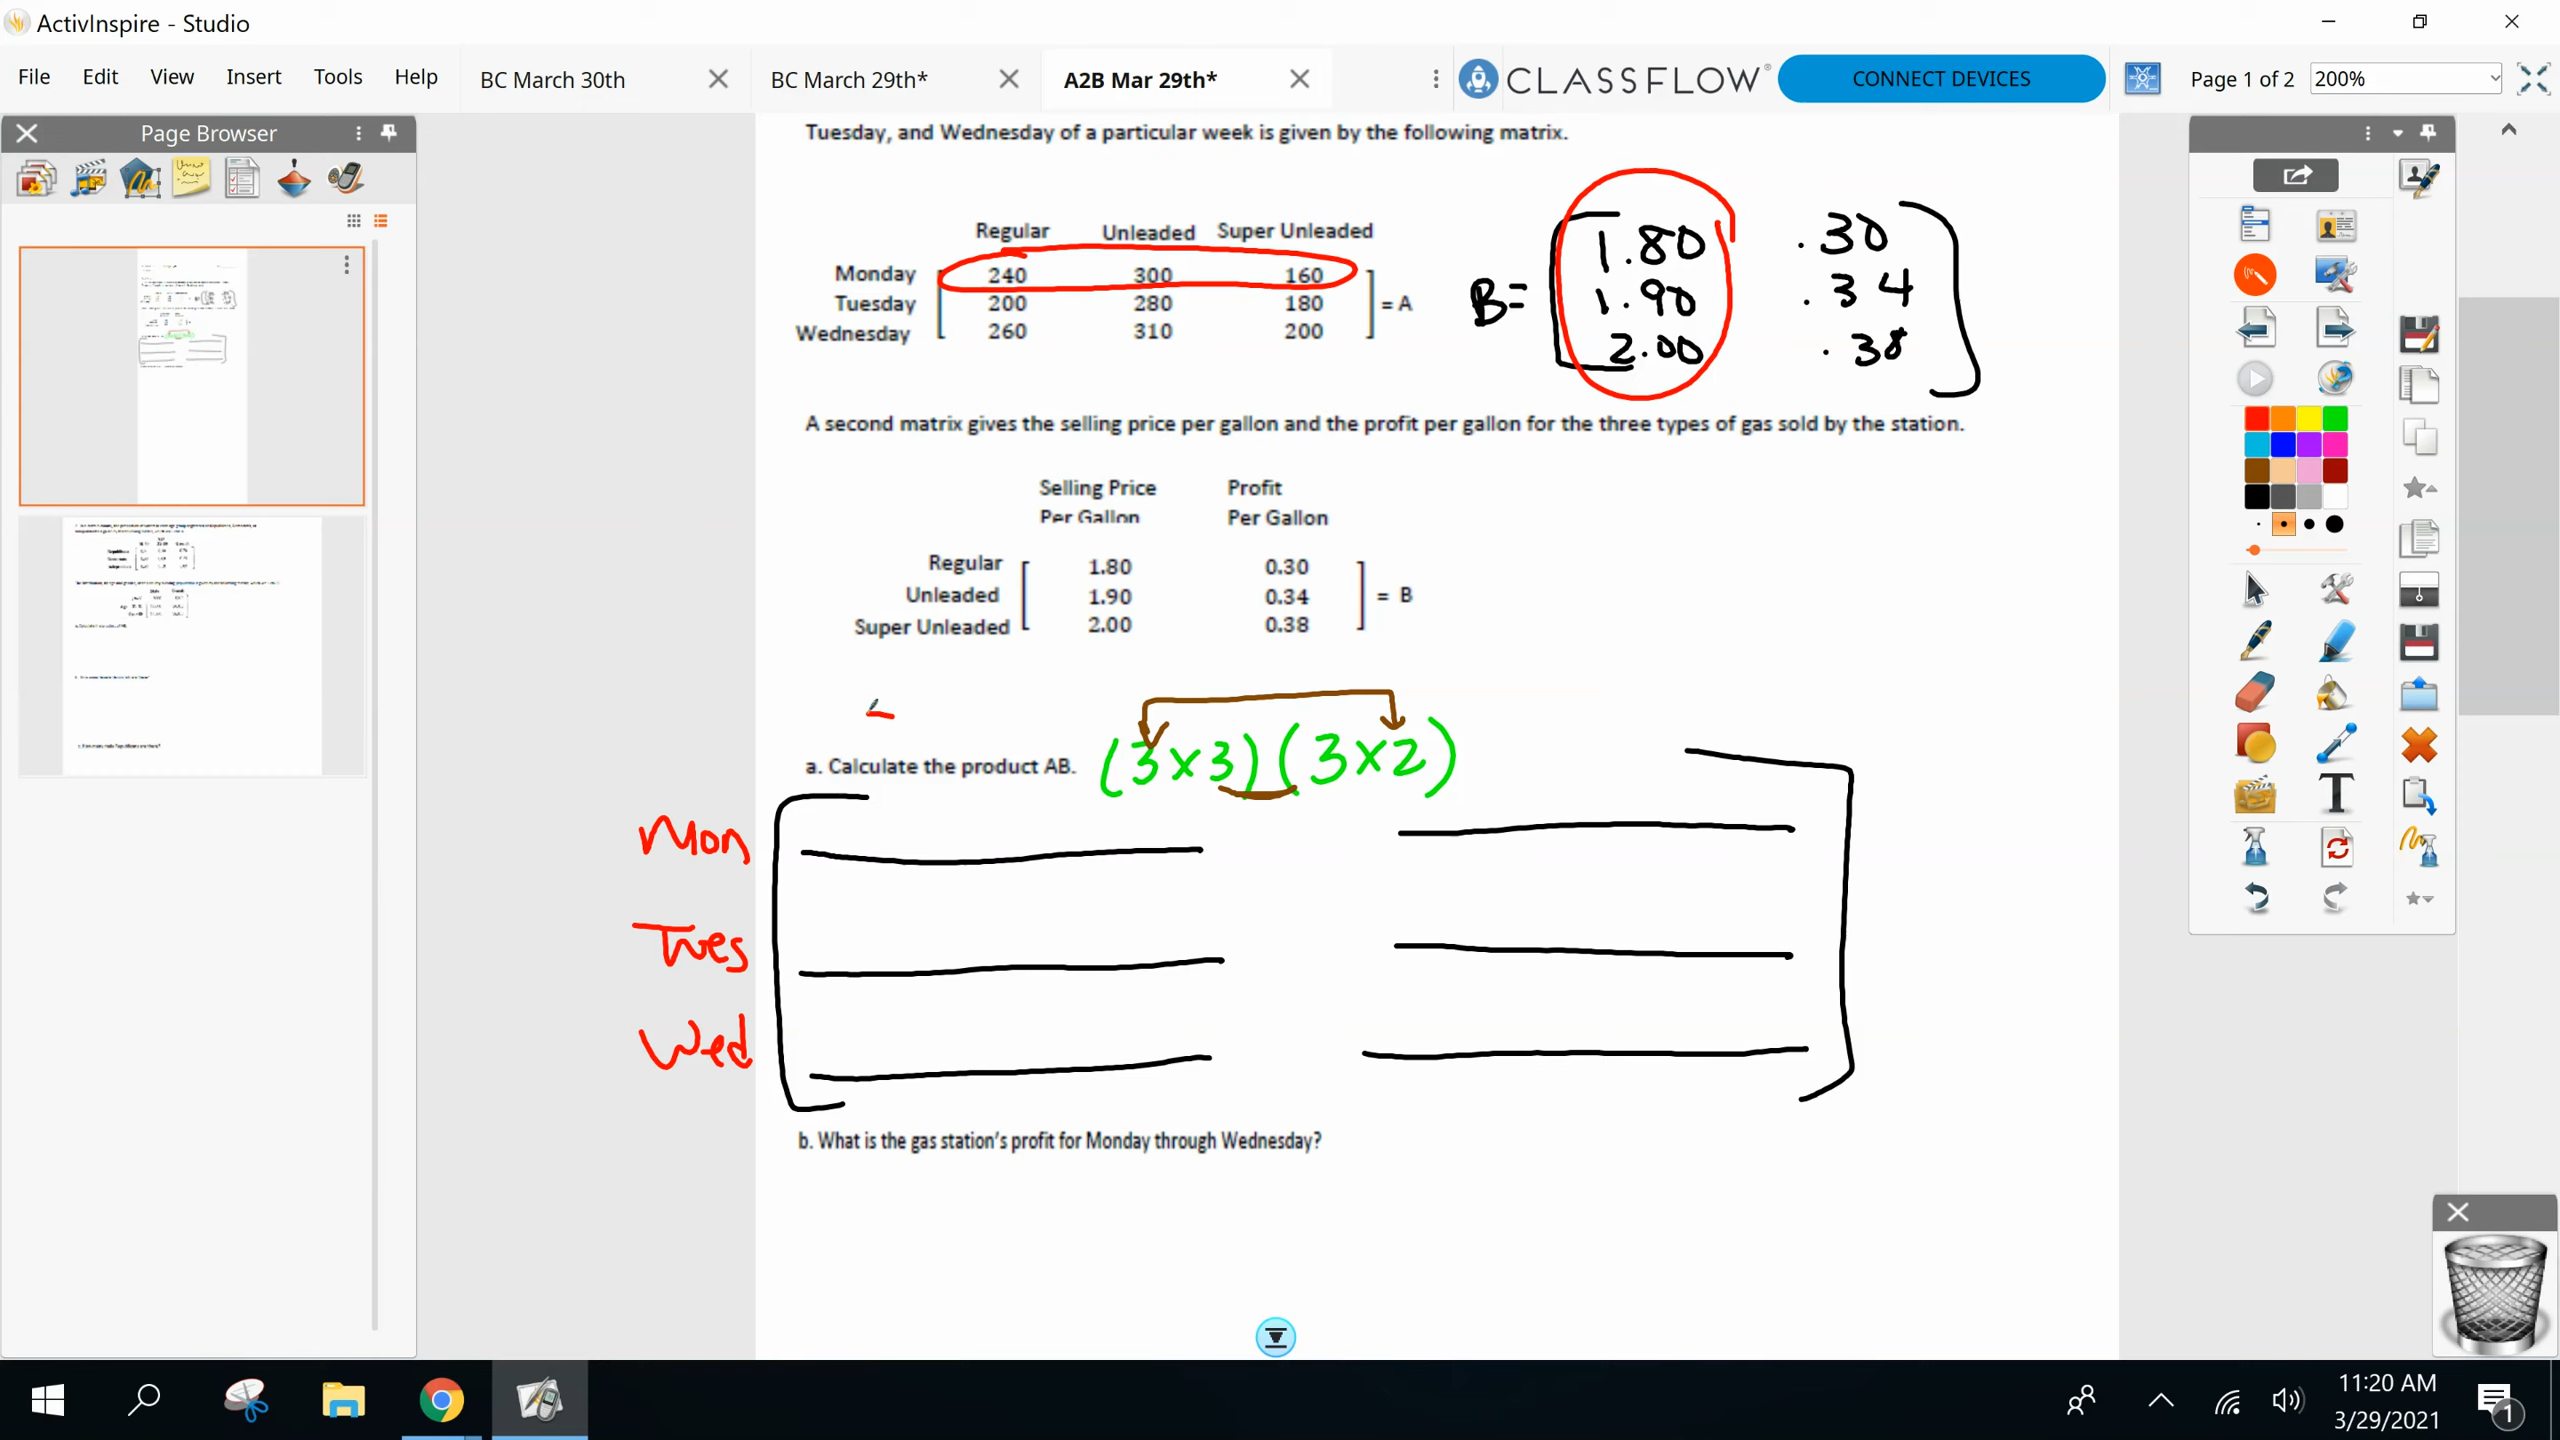 ActivInspire - Studio
File Edit View Insert Tools Help
BC March 30th
BC March 29th*
A2B Mar 29th*
CLASSFLOW
CONNECT DEVICES
Page 1 of 2
200%
Page Browser
Tuesday, and Wednesday of a particular week is given by the following matrix.
Regular Unleaded Super Unleaded
Monday 240 300 160
Tuesday 200 280 180 = A
Wednesday 260 310 200
B =
1.80 .30
1.90 .34
2.00 .38
A second matrix gives the selling price per gallon and the profit per gallon for the three types of gas sold by the station.
Selling Price Profit
Per Gallon Per Gallon
Regular 1.80 0.30
Unleaded 1.90 0.34 = B
Super Unleaded 2.00 0.38
a. Calculate the product AB.
(3×3)(3×2)
Mon
Tues
Wed
b. What is the gas station's profit for Monday through Wednesday?
11:20 AM
3/29/2021
1